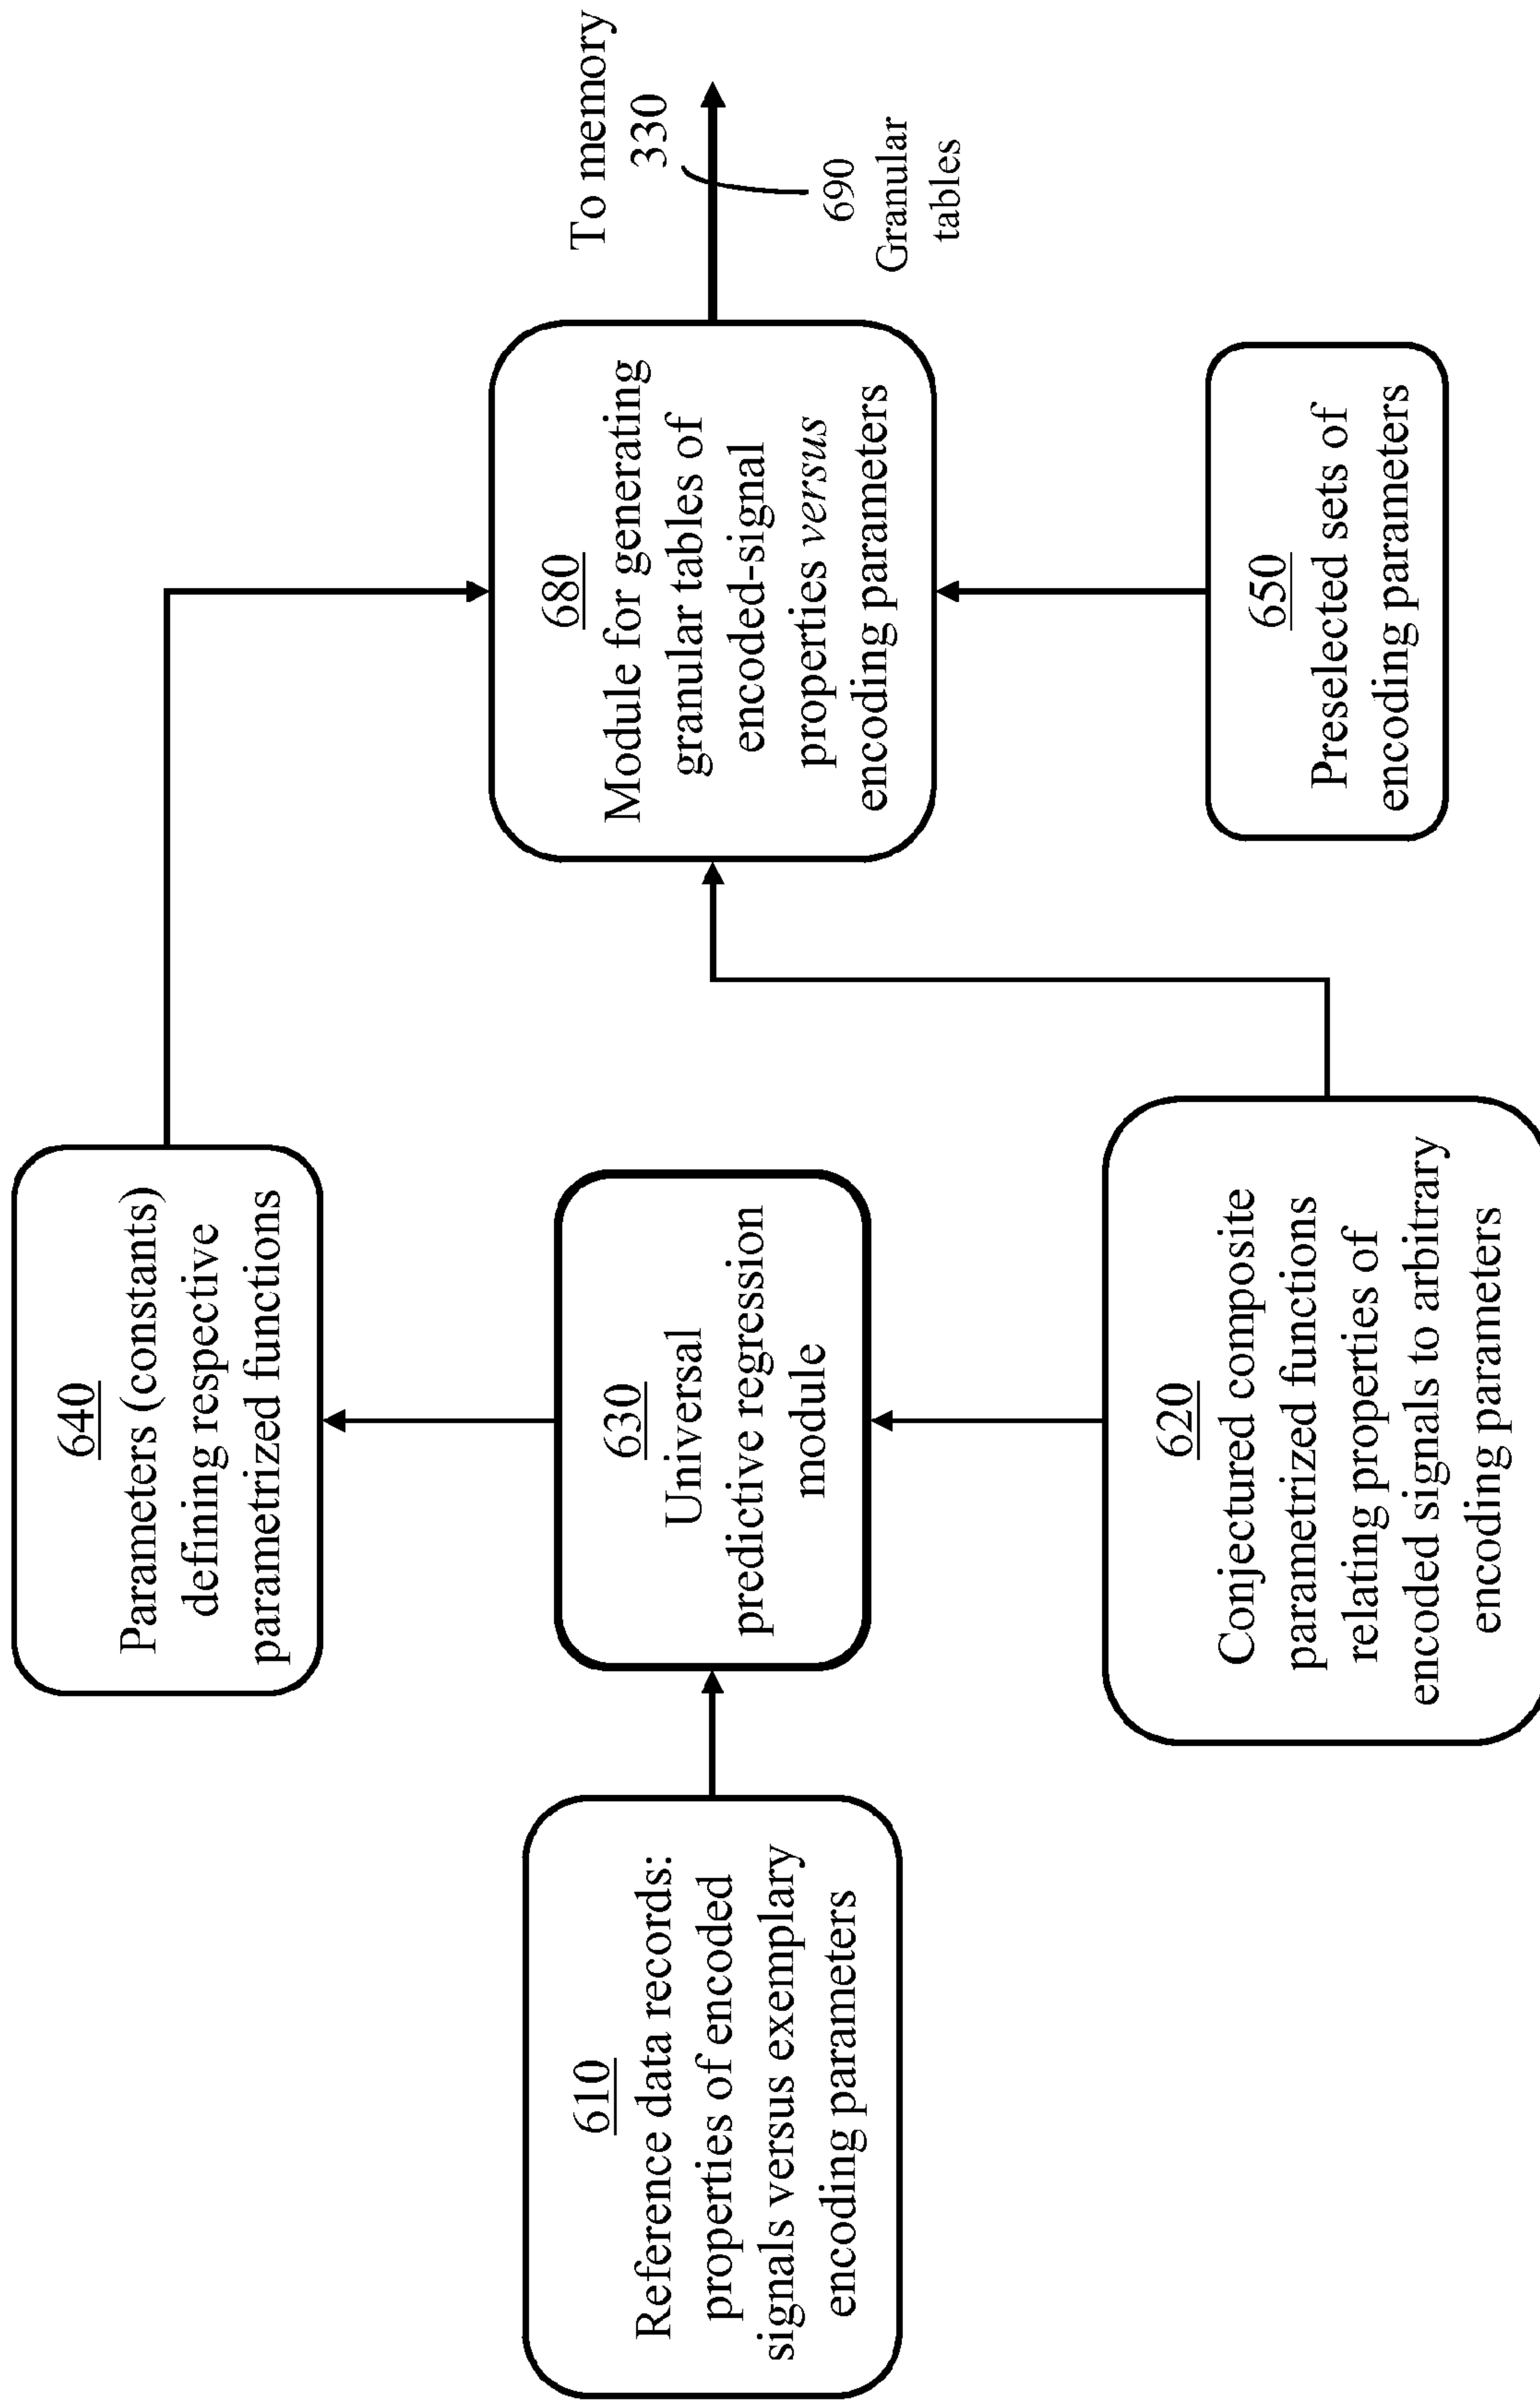 640
Parameters (constants)
defining respective
parametrized functions
610
Reference data records:
properties of encoded
signals versus exemplary
encoding parameters
630
Universal
predictive regression
module
620
Conjectured composite
parametrized functions
relating properties of
encoded signals to arbitrary
encoding parameters
680
Module for generating
granular tables of
encoded-signal
properties versus
encoding parameters
650
Preselected sets of
encoding parameters
To memory
330
690
Granular
tables